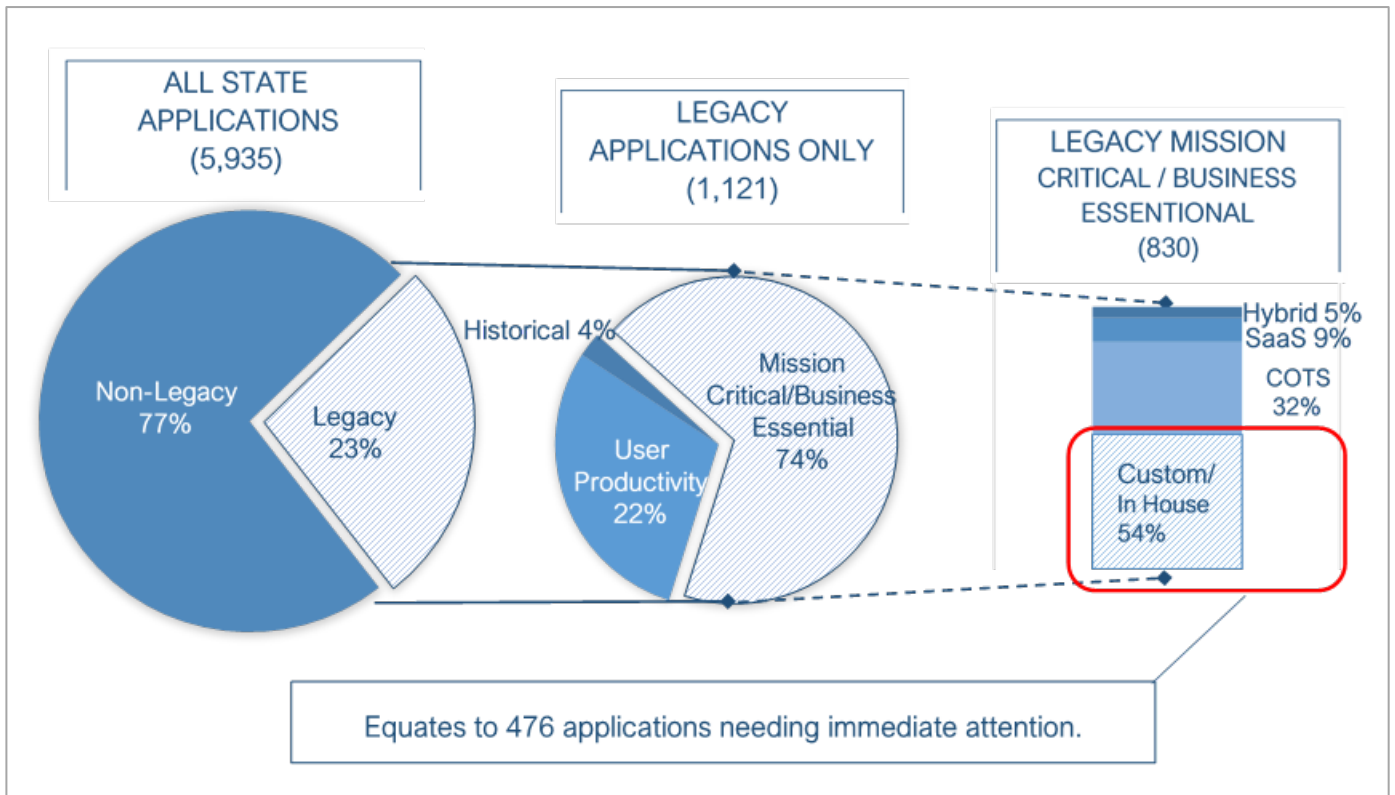 ALL STATE
APPLICATIONS
(5,935)
LEGACY
APPLICATIONS ONLY
(1,121)
LEGACY MISSION
CRITICAL / BUSINESS
ESSENTIONAL
(830)
Non-Legacy
77%
Legacy
23%
Historical 4%
Mission
Critical/Business
Essential
74%
User
Productivity
22%
Hybrid 5%
SaaS 9%
COTS
32%
Custom/
In House
54%
Equates to 476 applications needing immediate attention.